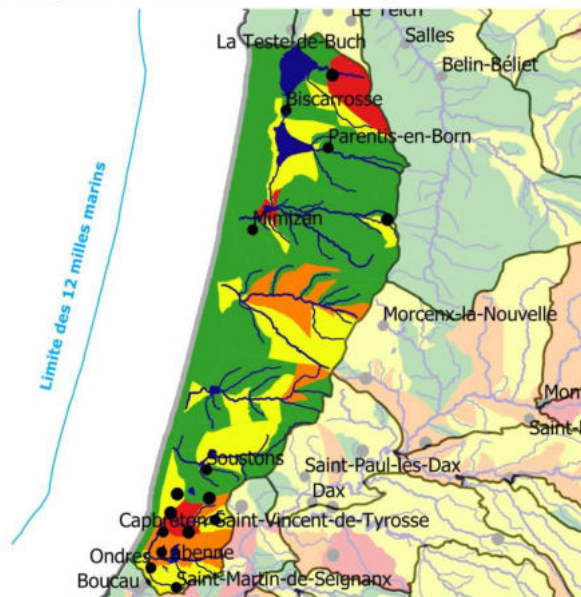 Le Teich
La Teste-de-Buch
Salles
Belin-Béliet
Biscarrosse
Parentis-en-Born
Mimizan
Limite des 12 milles marins
Morcenx-la-Nouvelle
Mon
Saint-
Soustons
Saint-Paul-lès-Dax
Dax
Capbreton
Saint-Vincent-de-Tyrosse
Ondres
Labenne
Boucau
Saint-Martin-de-Seignanx